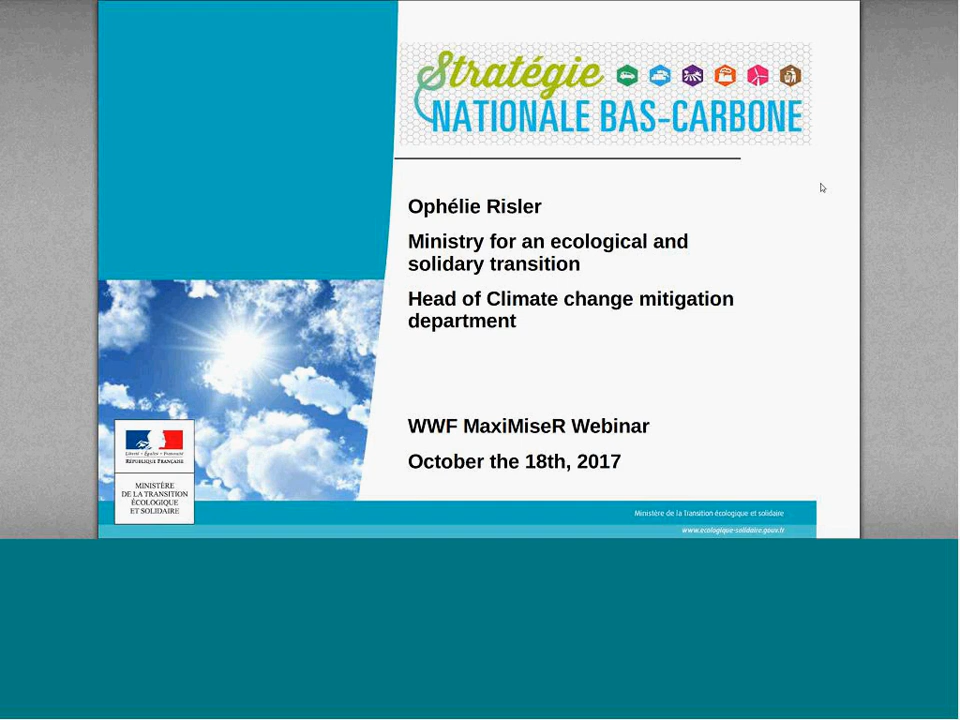 Stratégie
NATIONALE BAS-CARBONE
Ophélie Risler
Ministry for an ecological and
solidary transition
Head of Climate change mitigation
department
WWF MaxiMiseR Webinar
October the 18th, 2017
Liberté • Égalité • Fraternité
RÉPUBLIQUE FRANÇAISE
MINISTÈRE
DE LA TRANSITION
ÉCOLOGIQUE
ET SOLIDAIRE
Ministère de la Transition écologique et solidaire
www.ecologique-solidaire.gouv.fr